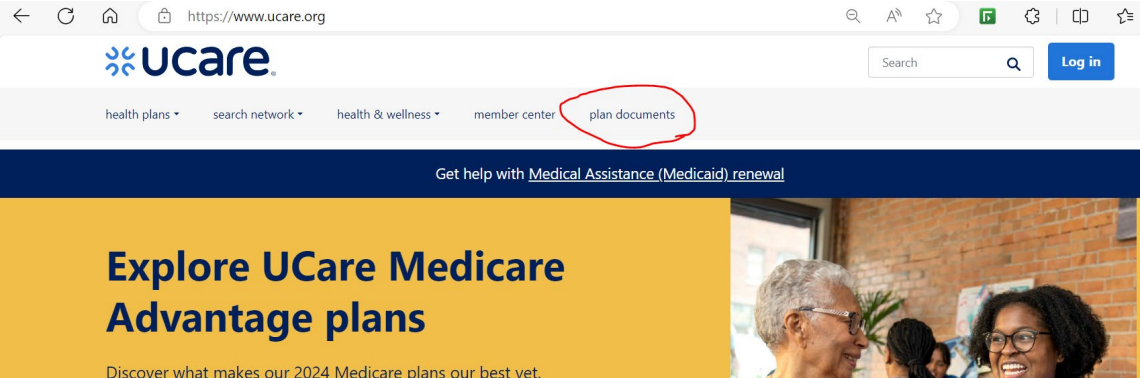 https://www.ucare.org
ucare
Search
Log in
health plans search network health & wellness member center plan documents
Get help with Medical Assistance (Medicaid) renewal
Explore UCare Medicare
Advantage plans
Discover what makes our 2024 Medicare plans our best yet.